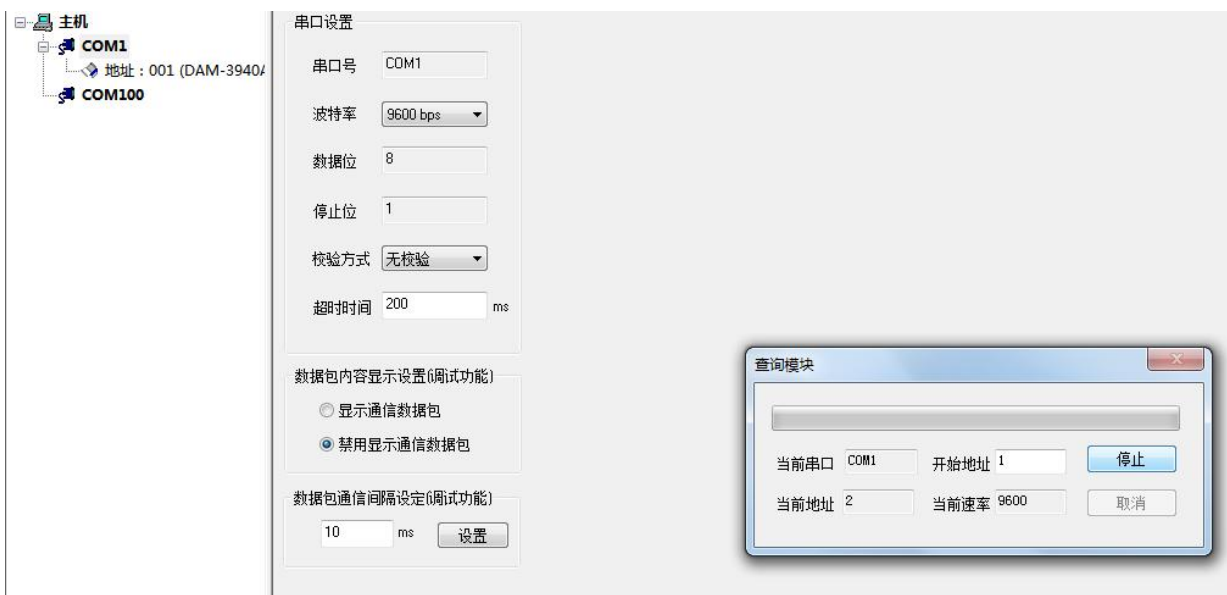 主机
COM1
地址：001 (DAM-3940A
COM100
串口设置
串口号 COM1
波特率 9600 bps
数据位 8
停止位 1
校验方式 无校验
超时时间 200 ms
数据包内容显示设置(调试功能)
显示通信数据包
禁用显示通信数据包
数据包通信间隔设定(调试功能)
10 ms 设置
查询模块
当前串口 COM1 开始地址 1 停止
当前地址 2 当前速率 9600 取消